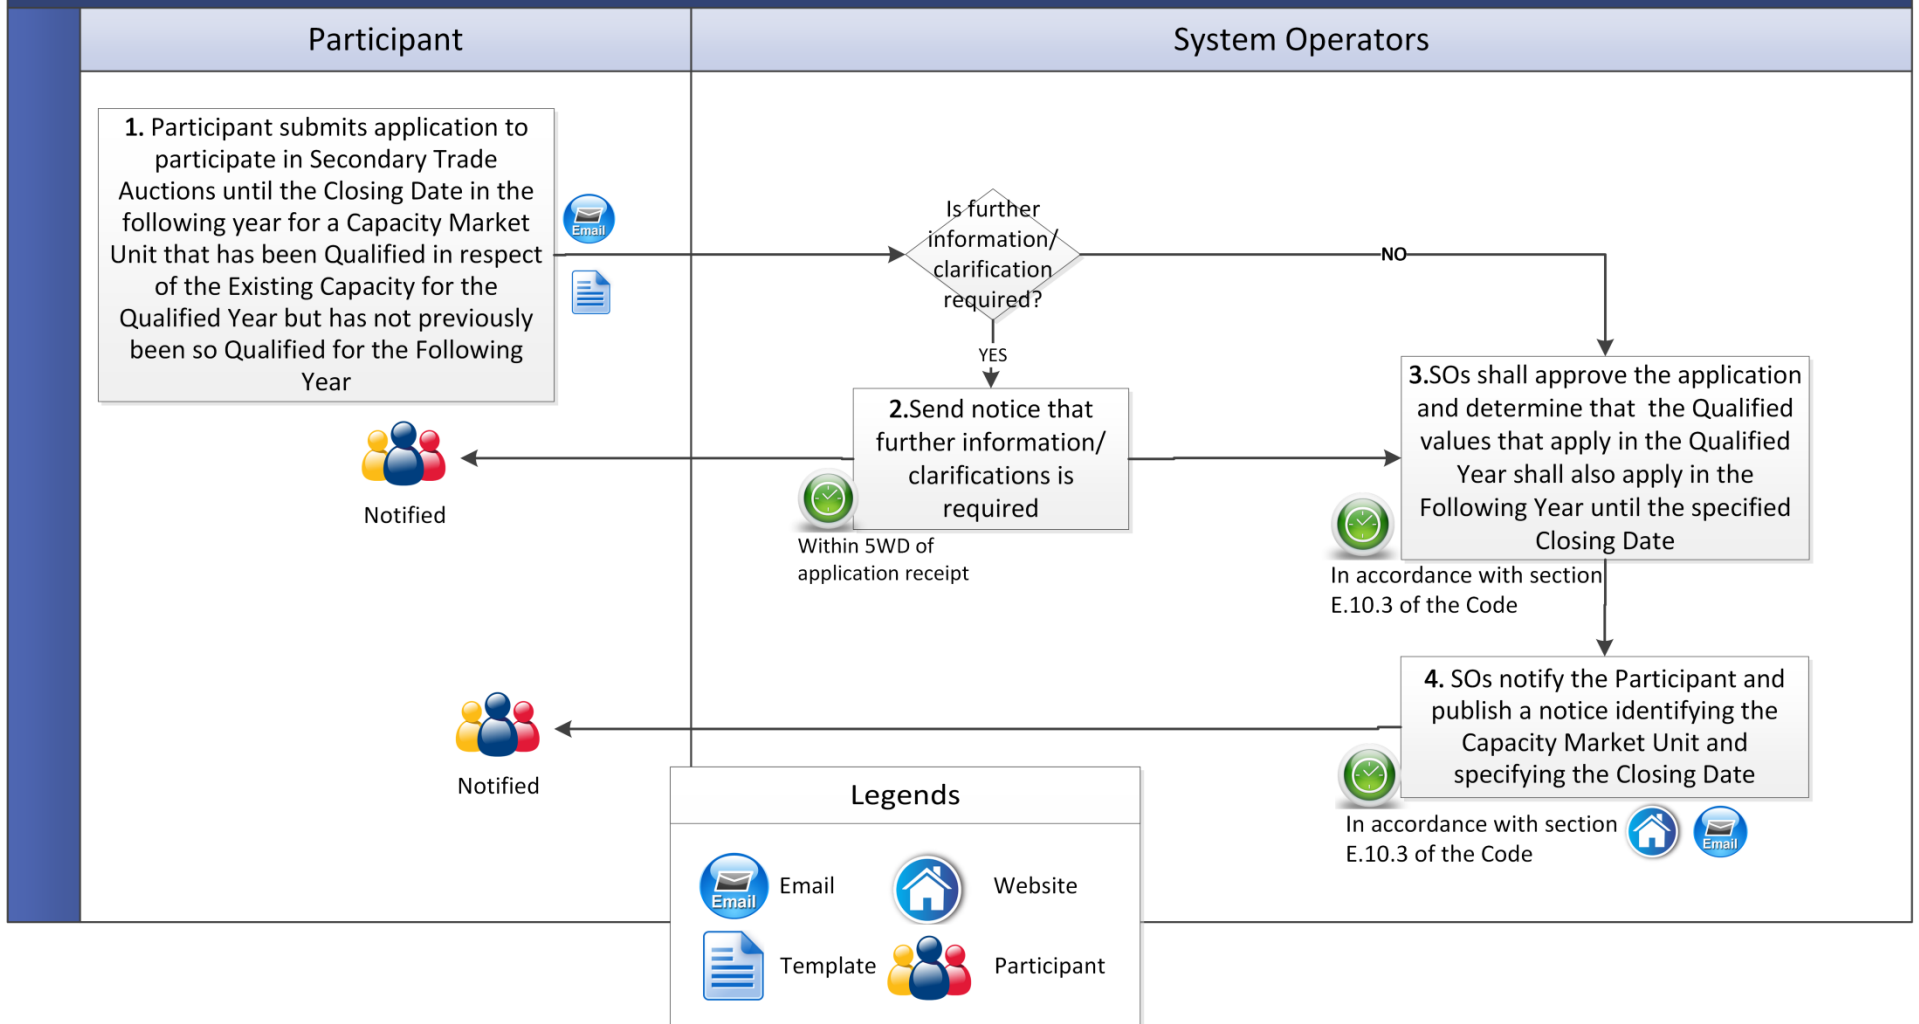 Participant
System Operators
1. Participant submits application to
participate in Secondary Trade
Auctions until the Closing Date in the
following year for a Capacity Market
Unit that has been Qualified in respect
of the Existing Capacity for the
Qualified Year but has not previously
been so Qualified for the Following
Year
Email
Is further
information/
clarification
required?
NO
YES
2.Send notice that
further information/
clarifications is
required
Within 5WD of
application receipt
Notified
3.SOs shall approve the application
and determine that  the Qualified
values that apply in the Qualified
Year shall also apply in the
Following Year until the specified
Closing Date
In accordance with section
E.10.3 of the Code
4. SOs notify the Participant and
publish a notice identifying the
Capacity Market Unit and
specifying the Closing Date
In accordance with section
E.10.3 of the Code
Email
Notified
Legends
Email
Email
Website
Template
Participant